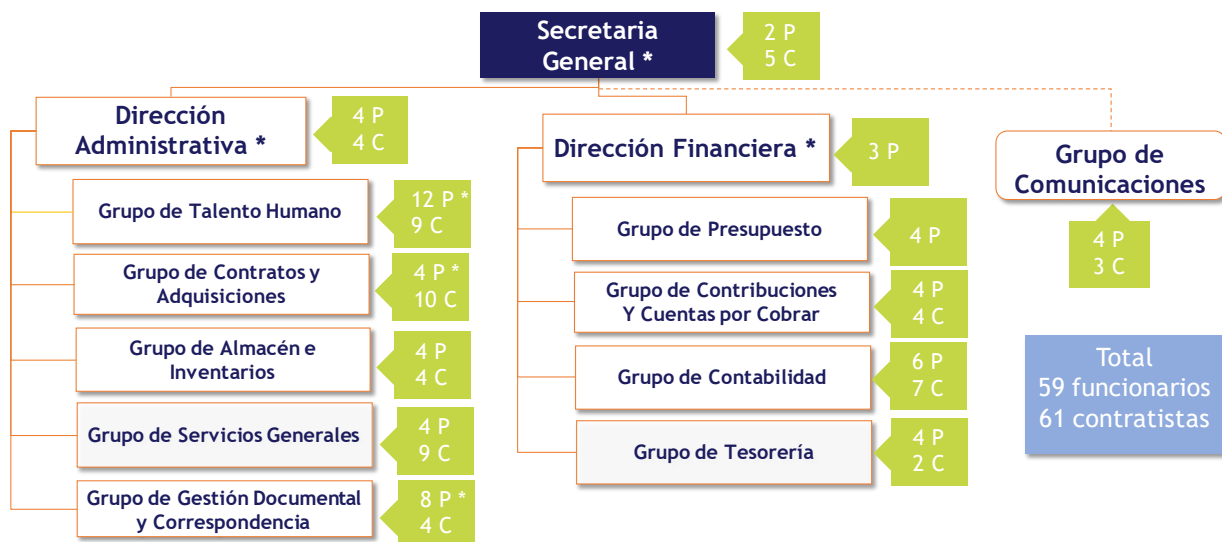 Secretaria
General *
2 P
5 C
Dirección
Administrativa *
4 P
4 C
Grupo de Talento Humano
12 P *
9 C
Grupo de Contratos y
Adquisiciones
4 P *
10 C
Grupo de Almacén e
Inventarios
4 P
4 C
Grupo de Servicios Generales
4 P
9 C
Grupo de Gestión Documental
y Correspondencia
8 P *
4 C
Dirección Financiera *
3 P
Grupo de Presupuesto
4 P
Grupo de Contribuciones
Y Cuentas por Cobrar
4 P
4 C
Grupo de Contabilidad
6 P
7 C
Grupo de Tesorería
4 P
2 C
Grupo de
Comunicaciones
4 P
3 C
Total
59 funcionarios
61 contratistas